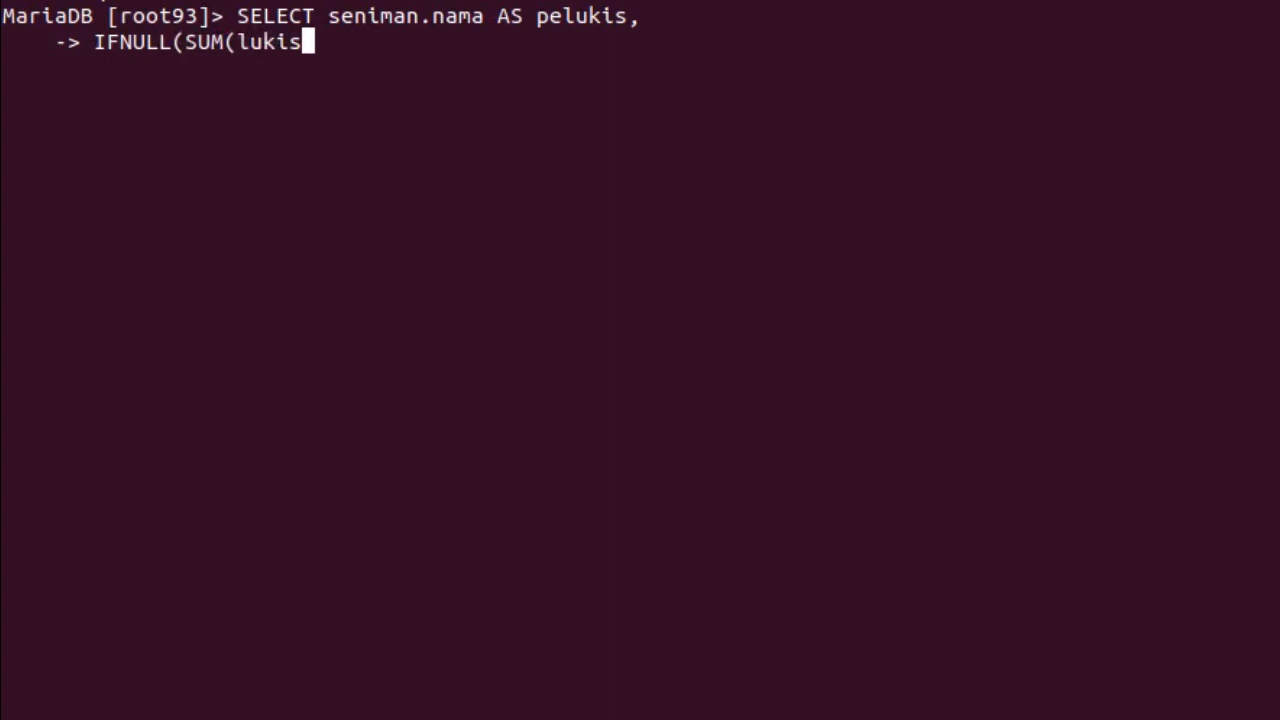 MariaDB [root93]> SELECT seniman.nama AS pelukis,
    -> IFNULL(SUM(lukis